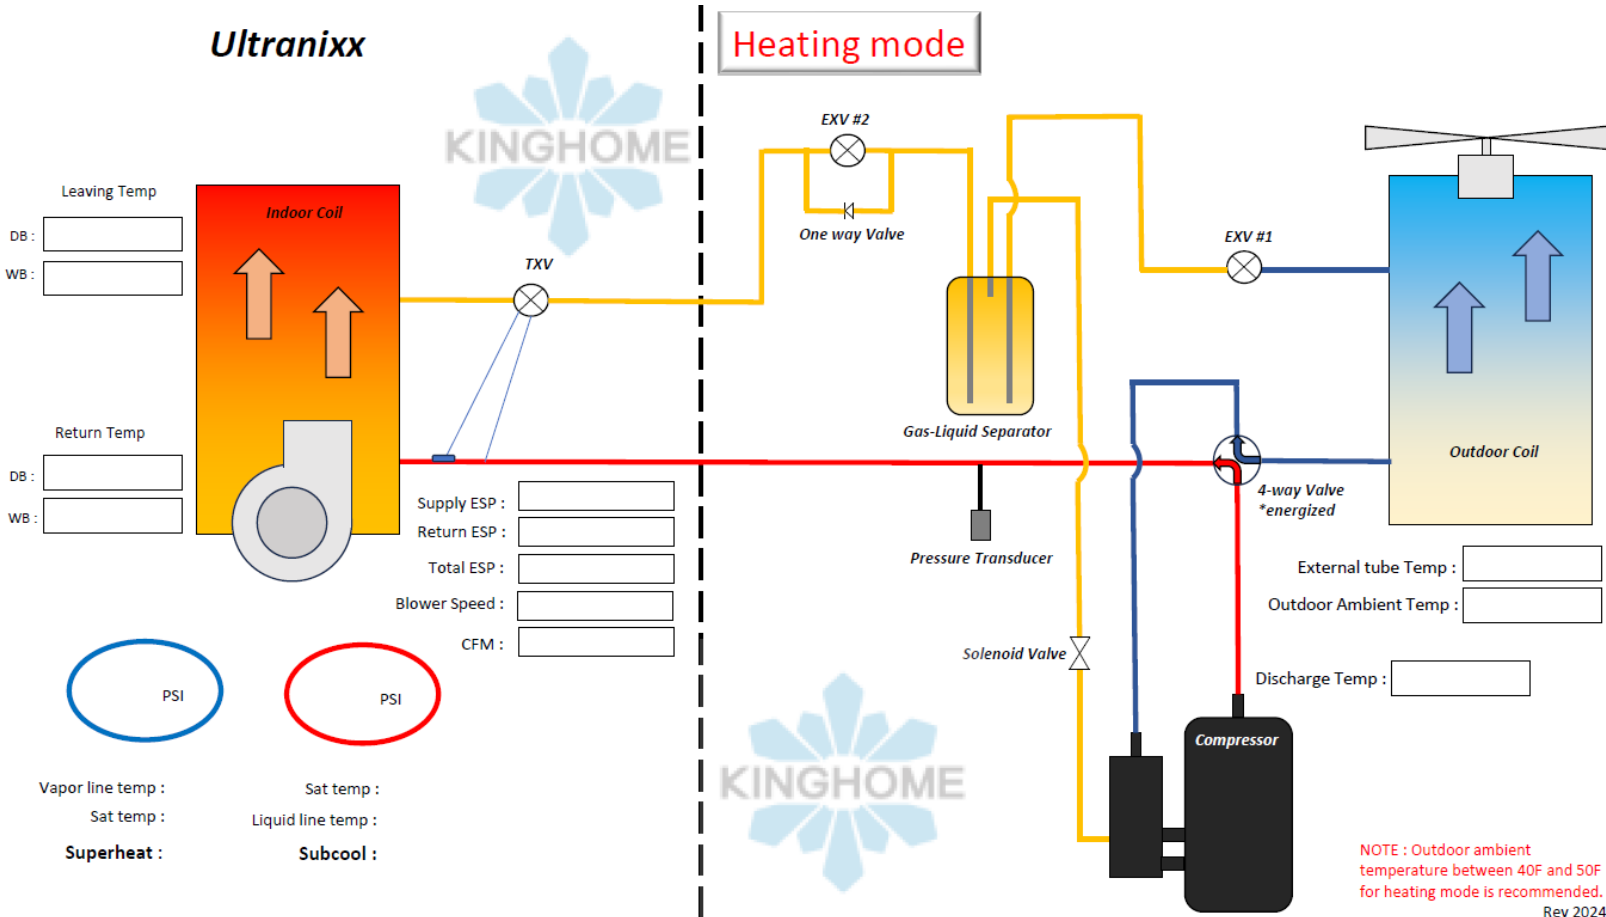 Ultranixx
Heating mode
KINGHOME
EXV #2
One way Valve
EXV #1
TXV
Leaving Temp
DB :
WB :
Indoor Coil
Gas-Liquid Separator
Return Temp
DB :
WB :
Outdoor Coil
4-way Valve
*energized
Supply ESP :
Return ESP :
Total ESP :
Blower Speed :
CFM :
Pressure Transducer
External tube Temp :
Outdoor Ambient Temp :
Solenoid Valve
Discharge Temp :
PSI
PSI
Compressor
KINGHOME
Vapor line temp :
Sat temp :
Superheat :
Sat temp :
Liquid line temp :
Subcool :
NOTE : Outdoor ambient
temperature between 40F and 50F
for heating mode is recommended.
Rev 2024